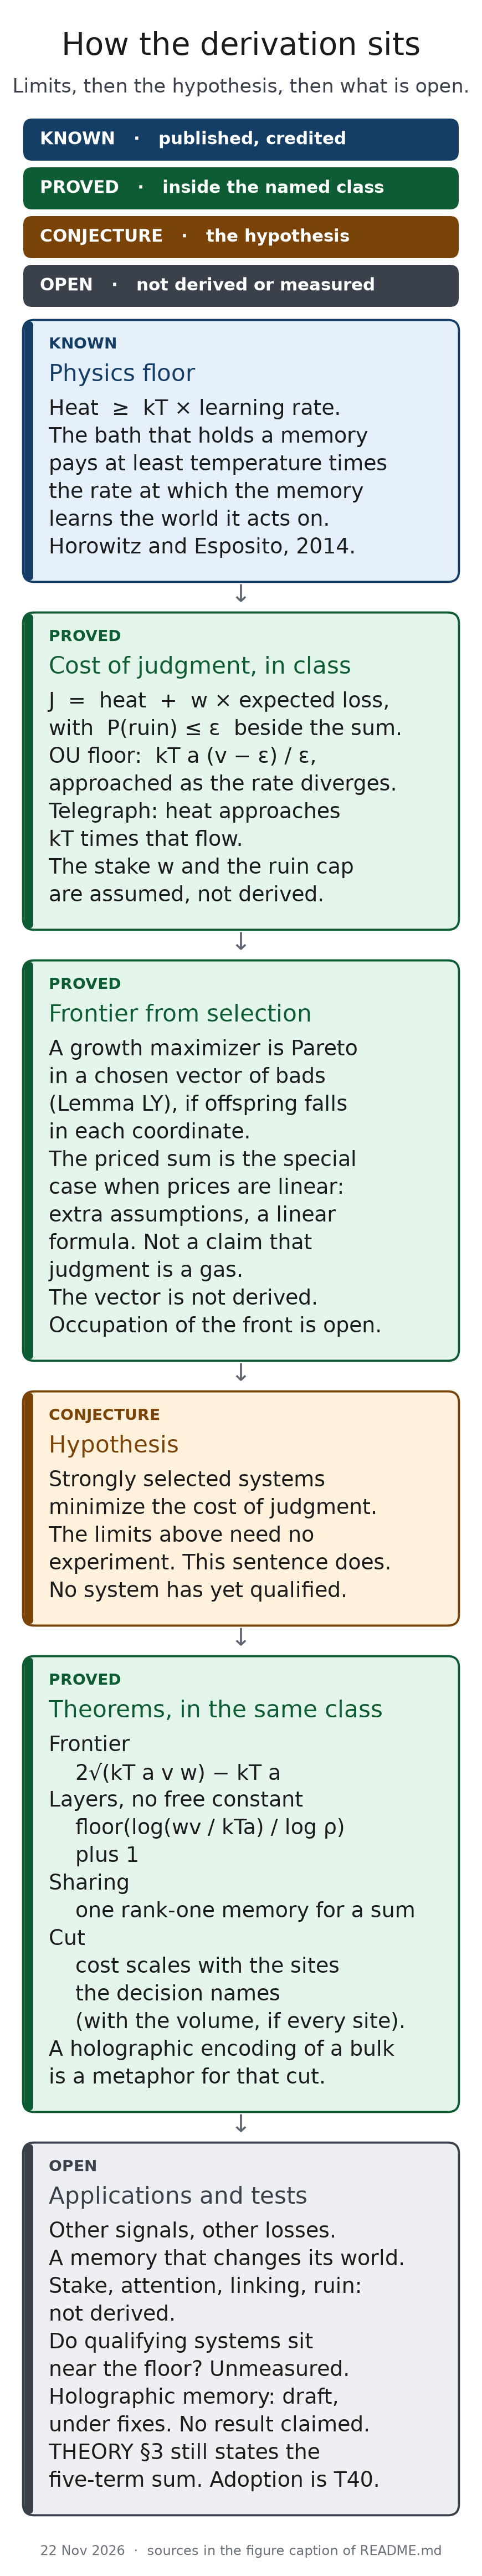 How the derivation sits
Limits, then the hypothesis, then what is open.
KNOWN · published, credited
PROVED · inside the named class
CONJECTURE · the hypothesis
OPEN · not derived or measured
KNOWN
Physics floor
Heat ≥ kT × learning rate.
The bath that holds a memory
pays at least temperature times
the rate at which the memory
learns the world it acts on.
Horowitz and Esposito, 2014.
↓
PROVED
Cost of judgment, in class
J = heat + w × expected loss,
with P(ruin) ≤ ε beside the sum.
OU floor: kT a (v − ε) / ε,
approached as the rate diverges.
Telegraph: heat approaches
kT times that flow.
The stake w and the ruin cap
are assumed, not derived.
↓
PROVED
Frontier from selection
A growth maximizer is Pareto
in a chosen vector of bads
(Lemma LY), if offspring falls
in each coordinate.
The priced sum is the special
case when prices are linear:
extra assumptions, a linear
formula. Not a claim that
judgment is a gas.
The vector is not derived.
Occupation of the front is open.
↓
CONJECTURE
Hypothesis
Strongly selected systems
minimize the cost of judgment.
The limits above need no
experiment. This sentence does.
No system has yet qualified.
↓
PROVED
Theorems, in the same class
Frontier
2√(kT a v w) − kT a
Layers, no free constant
floor(log(wv / kTa) / log ρ)
plus 1
Sharing
one rank-one memory for a sum
Cut
cost scales with the sites
the decision names
(with the volume, if every site).
A holographic encoding of a bulk
is a metaphor for that cut.
↓
OPEN
Applications and tests
Other signals, other losses.
A memory that changes its world.
Stake, attention, linking, ruin:
not derived.
Do qualifying systems sit
near the floor? Unmeasured.
Holographic memory: draft,
under fixes. No result claimed.
THEORY §3 still states the
five-term sum. Adoption is T40.
22 Nov 2026 · sources in the figure caption of README.md